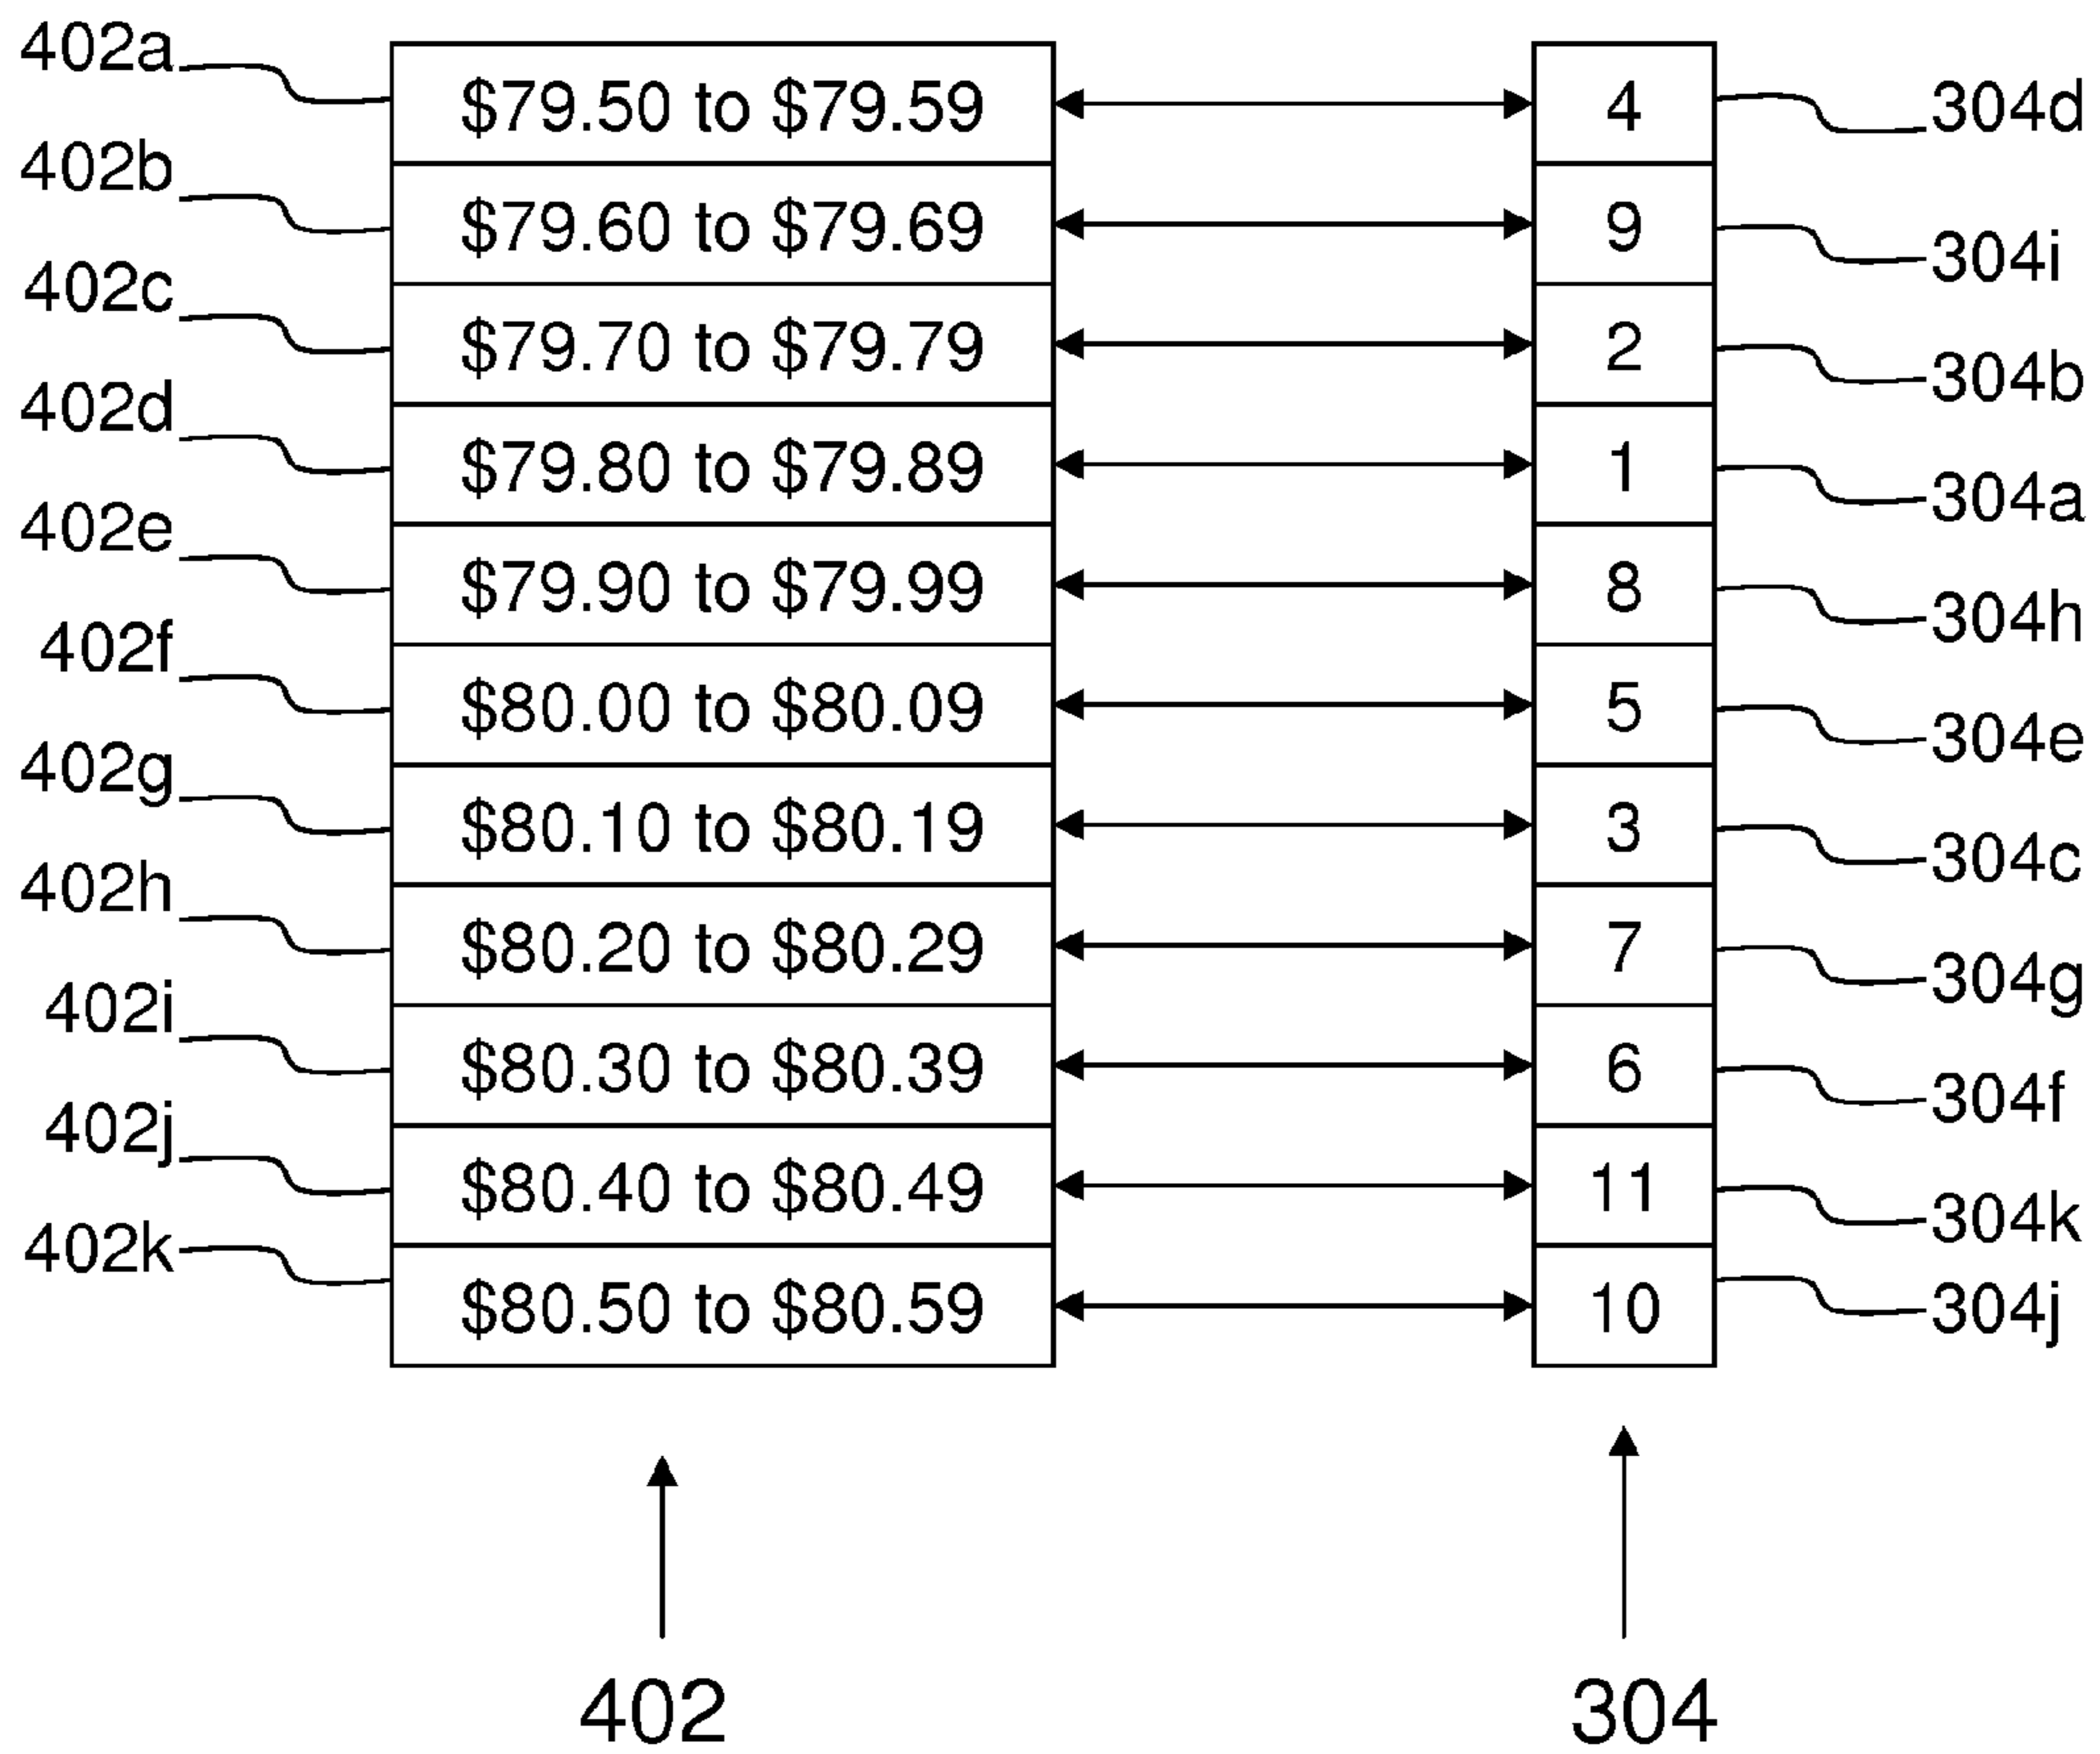 402a $79.50 to $79.59 4 304d
402b $79.60 to $79.69 9 304i
402c $79.70 to $79.79 2 304b
402d $79.80 to $79.89 1 304a
402e $79.90 to $79.99 8 304h
402f $80.00 to $80.09 5 304e
402g $80.10 to $80.19 3 304c
402h $80.20 to $80.29 7 304g
402i $80.30 to $80.39 6 304f
402j $80.40 to $80.49 11 304k
402k $80.50 to $80.59 10 304j
402 304